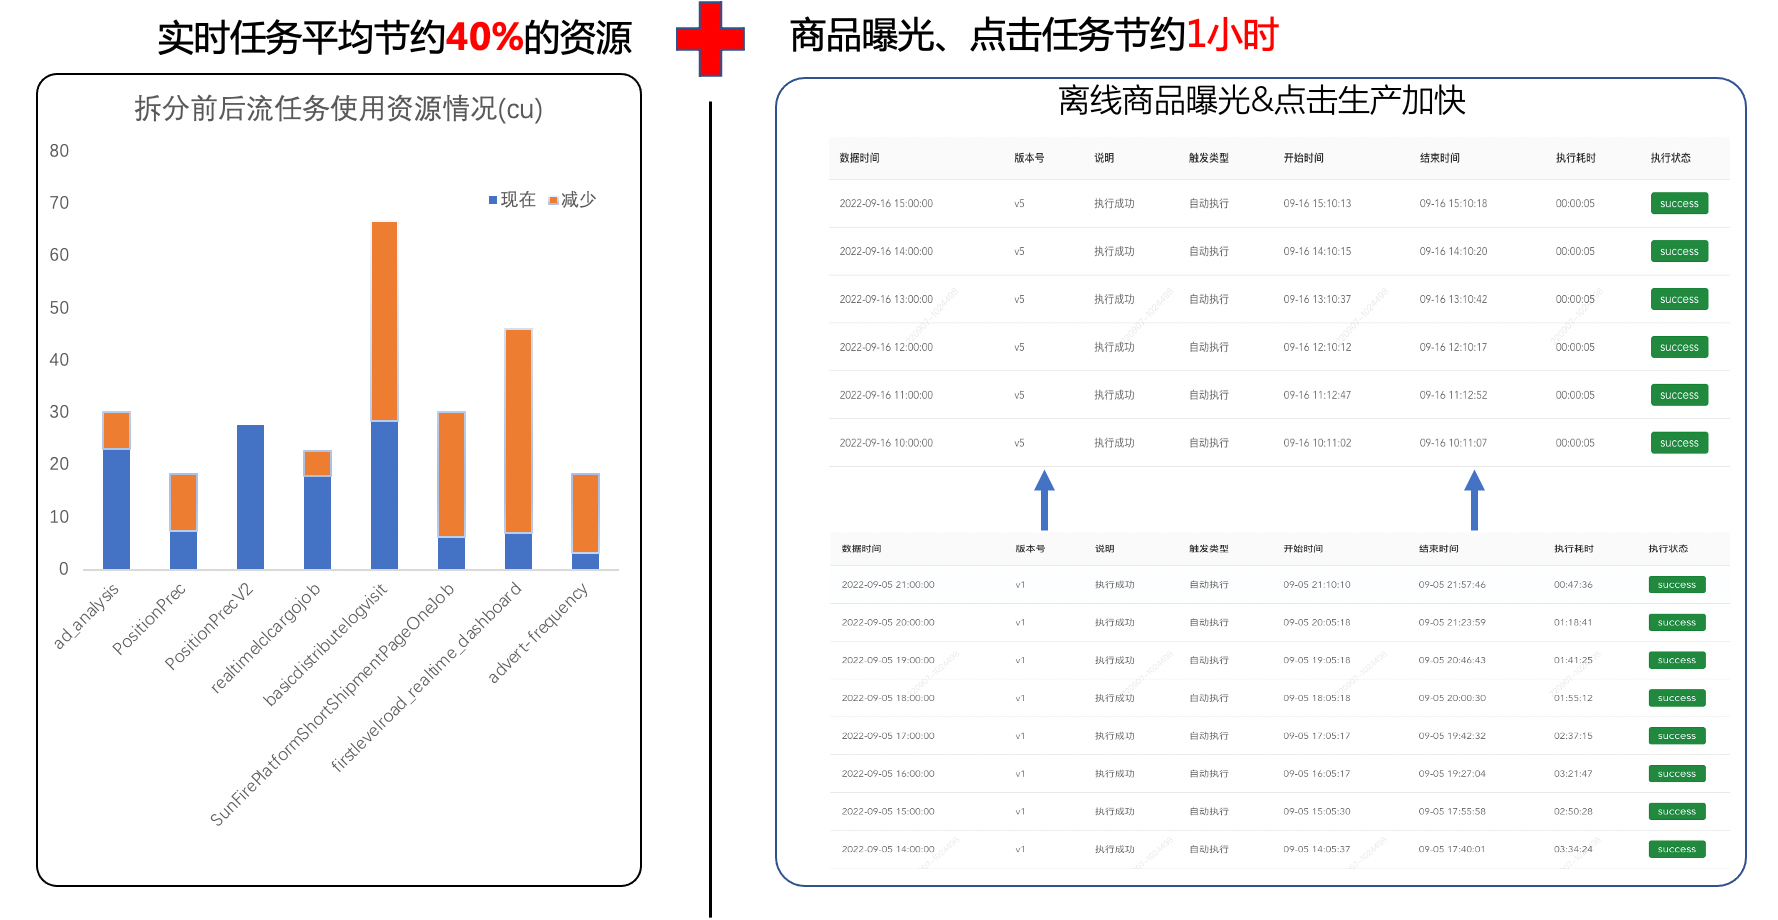 实时任务平均节约40%的资源
商品曝光、点击任务节约1小时
拆分前后流任务使用资源情况(cu)
80
70
60
50
40
30
20
10
0
现在 减少
ad_analysis
PositionPrec
PositionPrecV2
realtimelclcargojob
basicdistributelogvisit
SunFirePlatformShortShipmentPageOneJob
firstlevelroad_realtime_dashboard
advert-frequency
离线商品曝光&点击生产加快
数据时间 版本号 说明 触发类型 开始时间 结束时间 执行耗时 执行状态
2022-09-16 15:00:00 v5 执行成功 自动执行 09-16 15:10:13 09-16 15:10:18 00:00:05 success
2022-09-16 14:00:00 v5 执行成功 自动执行 09-16 14:10:15 09-16 14:10:20 00:00:05 success
2022-09-16 13:00:00 v5 执行成功 自动执行 09-16 13:10:37 09-16 13:10:42 00:00:05 success
2022-09-16 12:00:00 v5 执行成功 自动执行 09-16 12:10:12 09-16 12:10:17 00:00:05 success
2022-09-16 11:00:00 v5 执行成功 自动执行 09-16 11:12:47 09-16 11:12:52 00:00:05 success
2022-09-16 10:00:00 v5 执行成功 自动执行 09-16 10:11:02 09-16 10:11:07 00:00:05 success
数据时间 版本号 说明 触发类型 开始时间 结束时间 执行耗时 执行状态
2022-09-05 21:00:00 v1 执行成功 自动执行 09-05 21:10:10 09-05 21:57:46 00:47:36 success
2022-09-05 20:00:00 v1 执行成功 自动执行 09-05 20:05:18 09-05 21:23:59 01:18:41 success
2022-09-05 19:00:00 v1 执行成功 自动执行 09-05 19:05:18 09-05 20:46:43 01:41:25 success
2022-09-05 18:00:00 v1 执行成功 自动执行 09-05 18:05:18 09-05 20:00:30 01:55:12 success
2022-09-05 17:00:00 v1 执行成功 自动执行 09-05 17:05:17 09-05 19:42:32 02:37:15 success
2022-09-05 16:00:00 v1 执行成功 自动执行 09-05 16:05:17 09-05 19:27:04 03:21:47 success
2022-09-05 15:00:00 v1 执行成功 自动执行 09-05 15:05:30 09-05 17:55:58 02:50:28 success
2022-09-05 14:00:00 v1 执行成功 自动执行 09-05 14:05:37 09-05 17:40:01 03:34:24 success